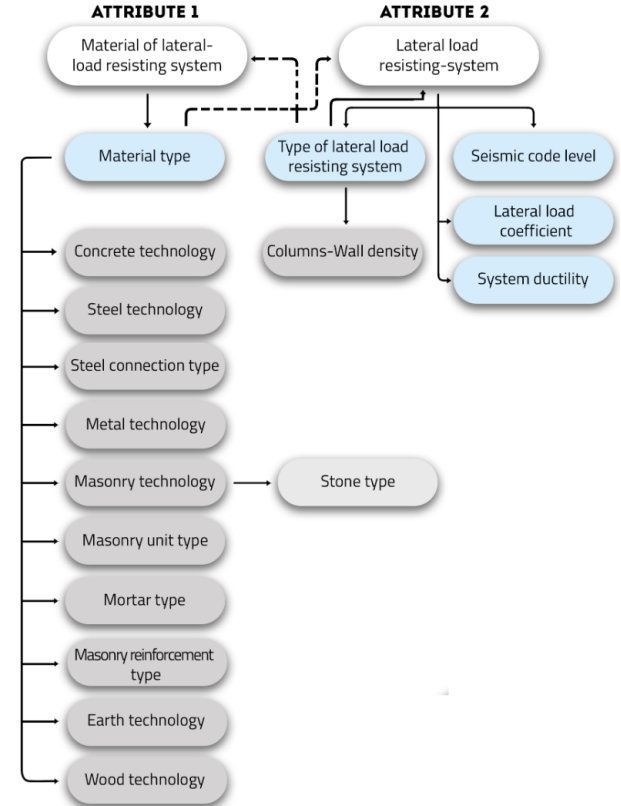 ATTRIBUTE 1
ATTRIBUTE 2
Material of lateral-
load resisting system
Lateral load
resisting-system
Material type
Type of lateral load
resisting system
Seismic code level
Lateral load
coefficient
Concrete technology
Columns-Wall density
System ductility
Steel technology
Steel connection type
Metal technology
Masonry technology
Stone type
Masonry unit type
Mortar type
Masonry reinforcement
type
Earth technology
Wood technology